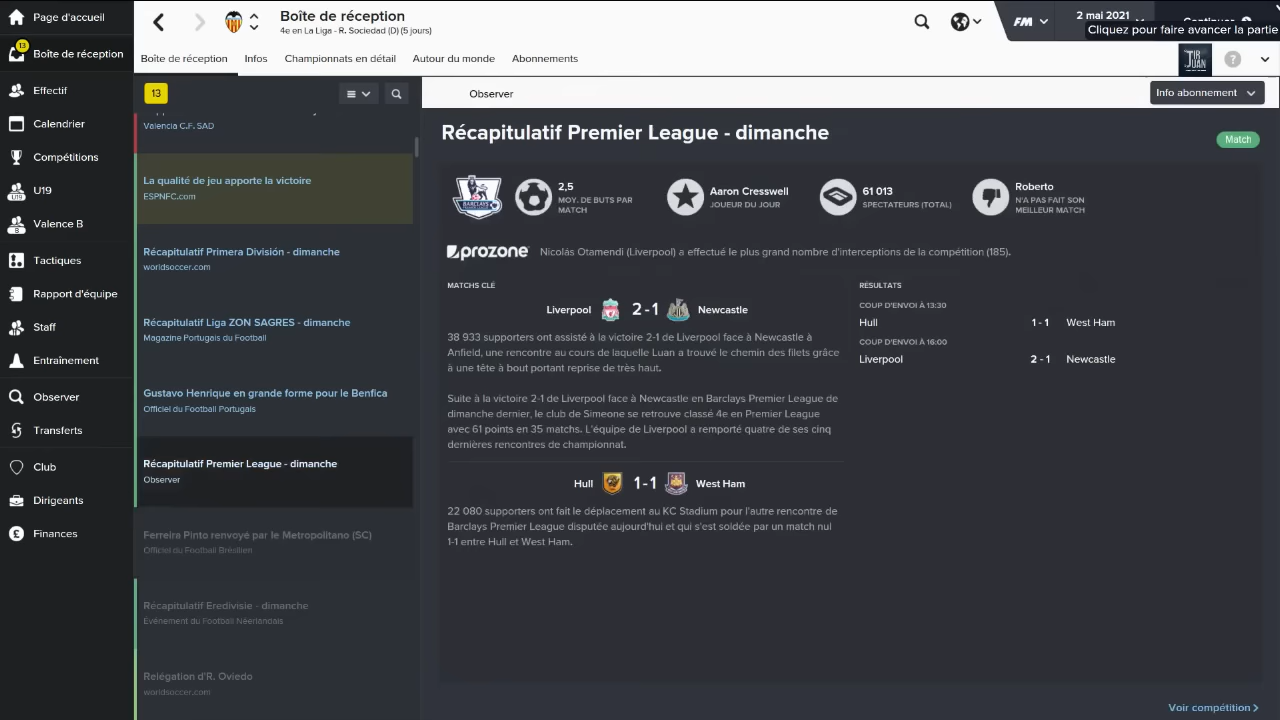 Page d'accueil
13
Boîte de réception
Effectif
Calendrier
Compétitions
U19
U19
Valence B
B
Tactiques
Rapport d'équipe
Staff
Entraînement
Observer
Transferts
Club
Dirigeants
Finances
Boîte de réception
4e en La Liga - R. Sociedad (D) (5 jours)
FM
2 mai 2021
Cliquez pour faire avancer la partie
Boîte de réception
Infos
Championnats en détail
Autour du monde
Abonnements
TIR JUAN
?
13
Valencia C.F. SAD
La qualité de jeu apporte la victoire
ESPNFC.com
Récapitulatif Primera División - dimanche
worldsoccer.com
Récapitulatif Liga ZON SAGRES - dimanche
Magazine Portugais du Football
Gustavo Henrique en grande forme pour le Benfica
Officiel du Football Portugais
Récapitulatif Premier League - dimanche
Observer
Ferreira Pinto renvoyé par le Metropolitano (SC)
Officiel du Football Brésilien
Récapitulatif Eredivisie - dimanche
Evénement du Football Néerlandais
Relégation d'R. Oviedo
worldsoccer.com
Observer
Info abonnement
Récapitulatif Premier League - dimanche
Match
BARCLAYS
2,5
MOY. DE BUTS PAR
MATCH
Aaron Cresswell
JOUEUR DU JOUR
61 013
SPECTATEURS (TOTAL)
Roberto
N'A PAS FAIT SON
MEILLEUR MATCH
prozone
Nicolás Otamendi (Liverpool) a effectué le plus grand nombre d'interceptions de la compétition (185).
MATCHS CLÉ
Liverpool 2-1 Newcastle
38 933 supporters ont assisté à la victoire 2-1 de Liverpool face à Newcastle à
Anfield, une rencontre au cours de laquelle Luan a trouvé le chemin des filets grâce
à une tête à bout portant reprise de très haut.
Suite à la victoire 2-1 de Liverpool face à Newcastle en Barclays Premier League de
dimanche dernier, le club de Simeone se retrouve classé 4e en Premier League
avec 61 points en 35 matchs. L'équipe de Liverpool a remporté quatre de ses cinq
dernières rencontres de championnat.
Hull 1-1 West Ham
22 080 supporters ont fait le déplacement au KC Stadium pour l'autre rencontre de
Barclays Premier League disputée aujourd'hui et qui s'est soldée par un match nul
1-1 entre Hull et West Ham.
RÉSULTATS
COUP D'ENVOI À 13:30
Hull 1 - 1 West Ham
COUP D'ENVOI À 16:00
Liverpool 2 - 1 Newcastle
Voir compétition >